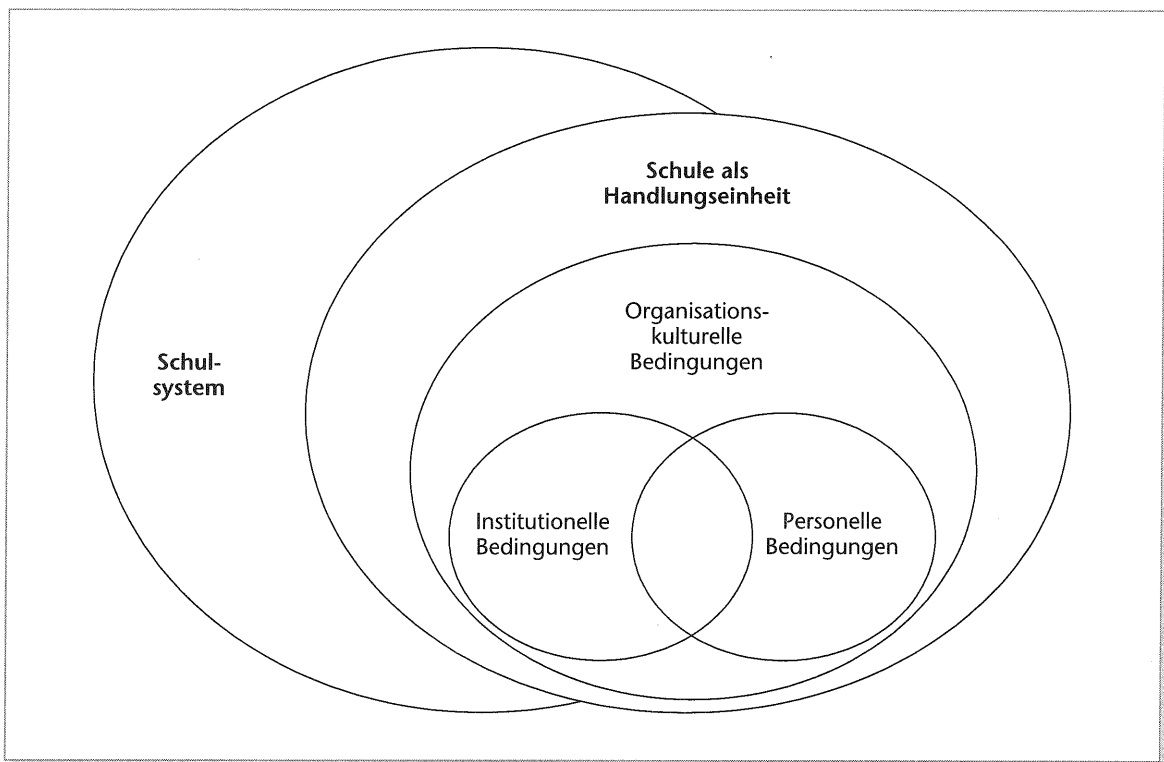 Schule als
Handlungseinheit
Organisations-
kulturelle
Bedingungen
Schul-
system
Institutionelle
Bedingungen
Personelle
Bedingungen